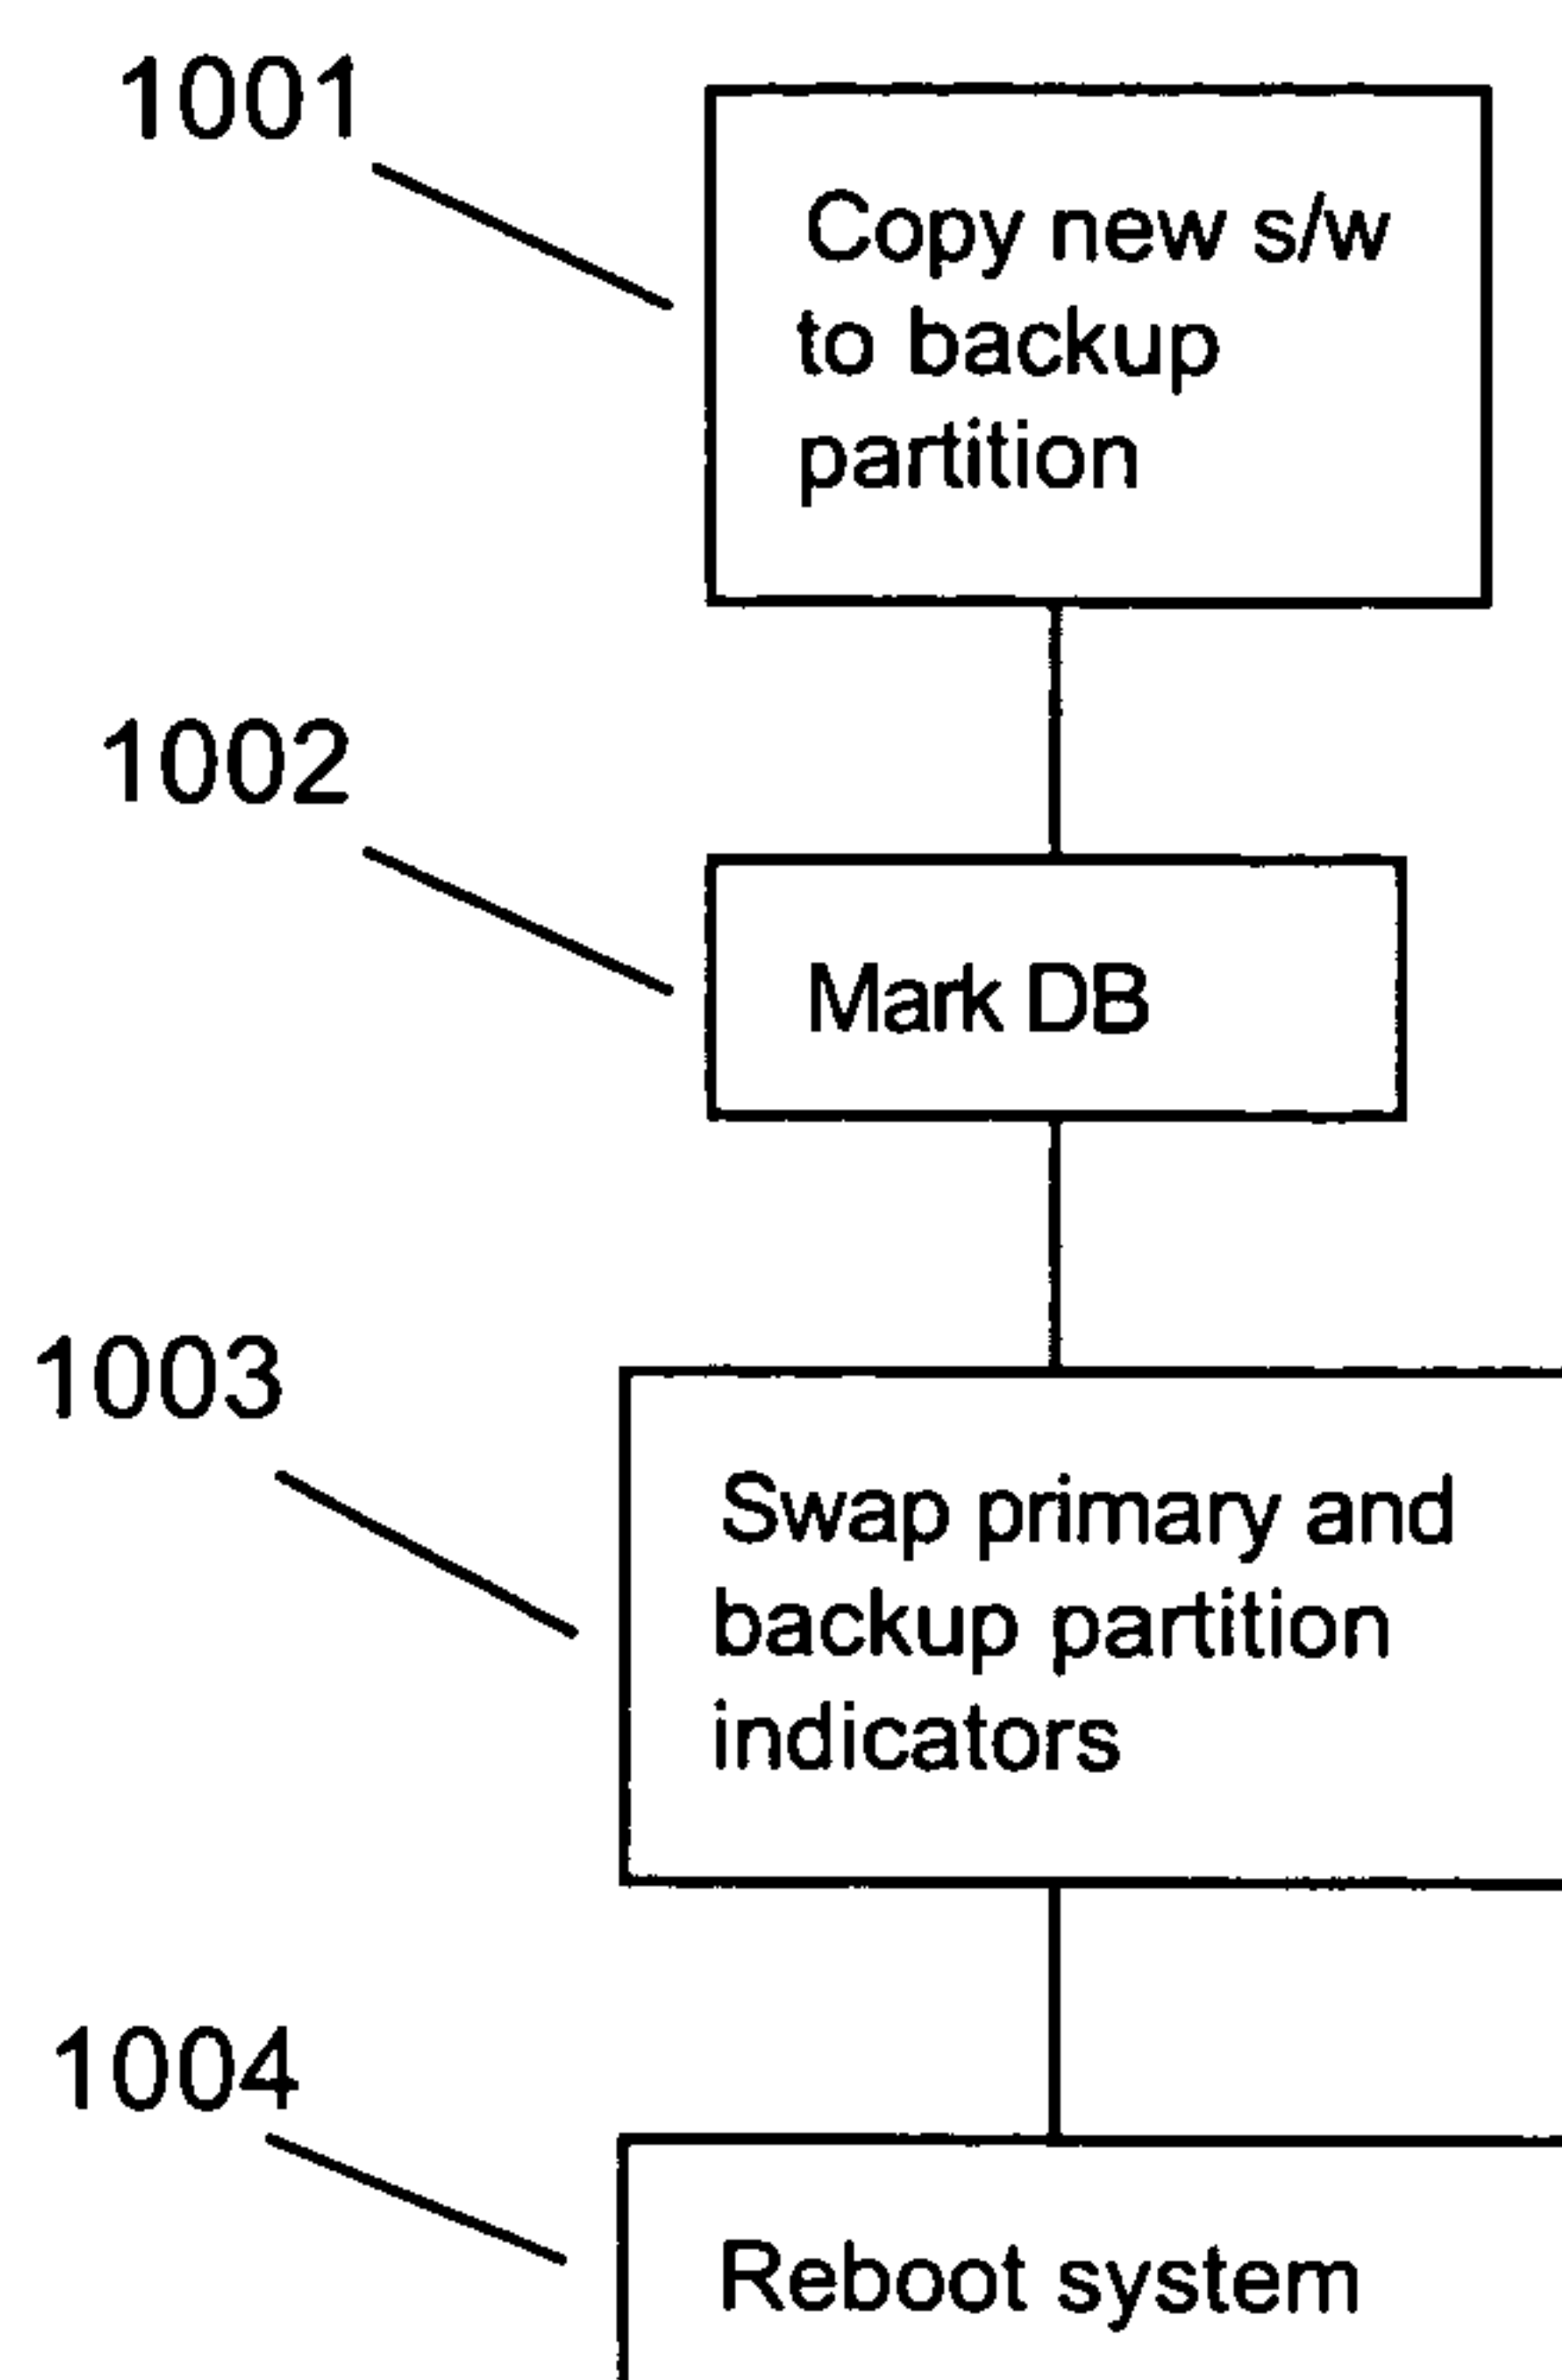 1001
Copy new s/w
to backup
partition
1002
Mark DB
1003
Swap primary and
backup partition
indicators
1004
Reboot system